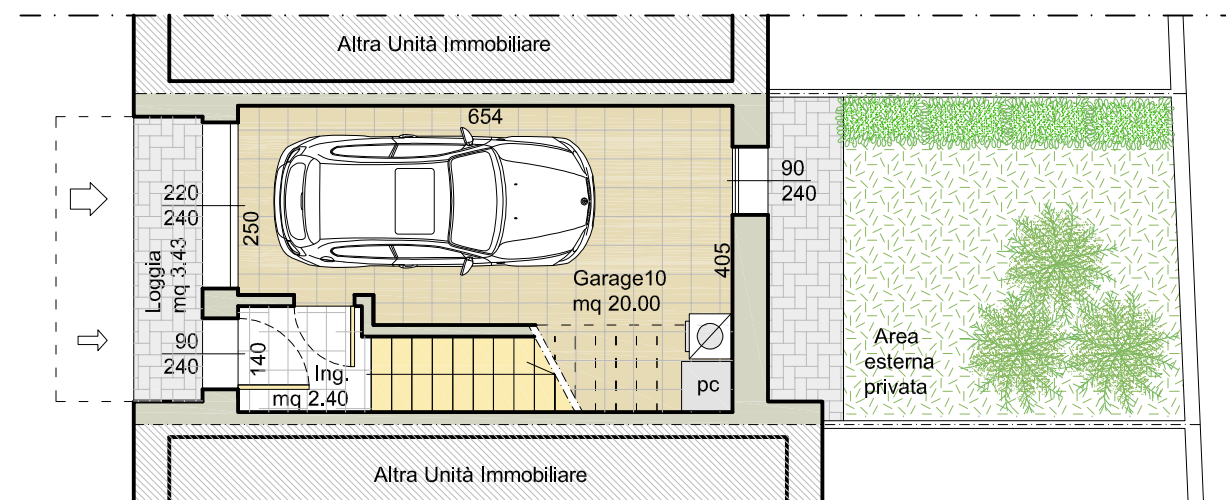 Altra Unità Immobiliare
654
220
240
250
Loggia
mq 3.43
90
240
405
Garage10
mq 20.00
90
240
140
Ing.
mq 2.40
pc
Area
esterna
privata
Altra Unità Immobiliare